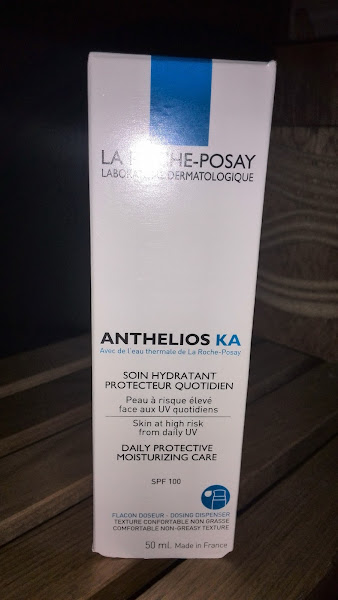 LA ROCHE-POSAY
LABORATOIRE DERMATOLOGIQUE
ANTHELIOS KA
Avec de l'eau thermale de La Roche-Posay
SOIN HYDRATANT
PROTECTEUR QUOTIDIEN
Peau à risque élevé
face aux UV quotidiens
Skin at high risk
from daily UV
DAILY PROTECTIVE
MOISTURIZING CARE
SPF 100
FLACON DOSEUR - DOSING DISPENSER
TEXTURE CONFORTABLE NON GRASSE
COMFORTABLE NON-GREASY TEXTURE
50 ml. Made in France